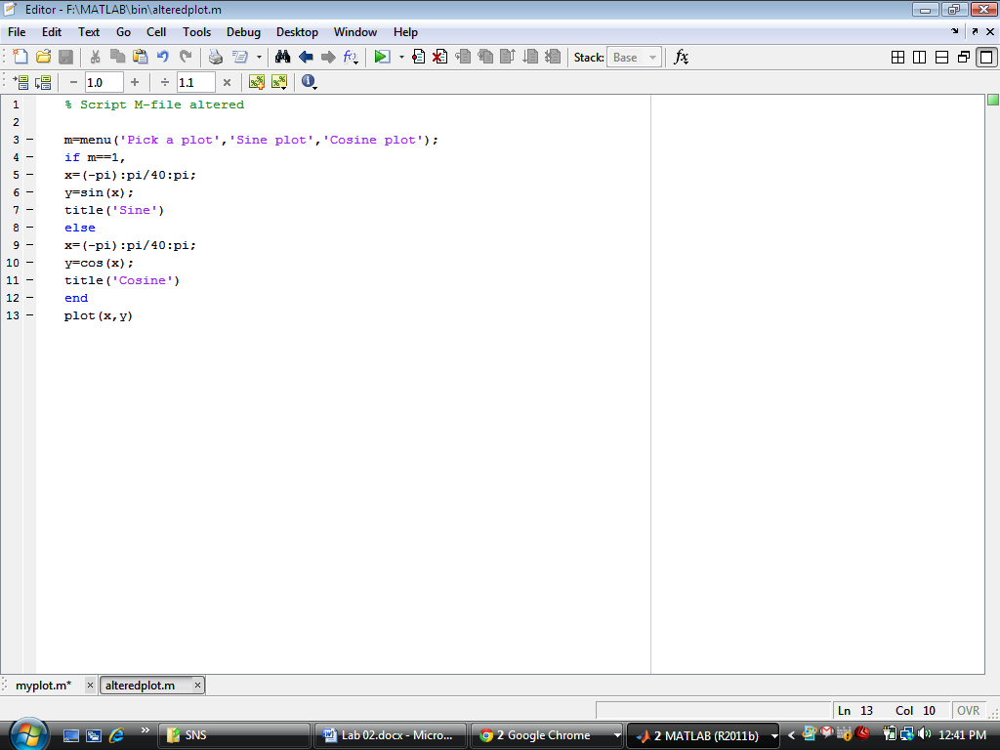 Editor - F:\MATLAB\bin\alteredplot.m
File Edit Text Go Cell Tools Debug Desktop Window Help
Stack: Base fx
− 1.0 + ÷ 1.1 ×
1 % Script M-file altered
2
3 – m=menu('Pick a plot','Sine plot','Cosine plot');
4 – if m==1,
5 – x=(-pi):pi/40:pi;
6 – y=sin(x);
7 – title('Sine')
8 – else
9 – x=(-pi):pi/40:pi;
10 – y=cos(x);
11 – title('Cosine')
12 – end
13 – plot(x,y)
myplot.m* × alteredplot.m ×
Ln 13 Col 10 OVR
» SNS Lab 02.docx - Micro... 2 Google Chrome 2 MATLAB (R2011b) < 12:41 PM